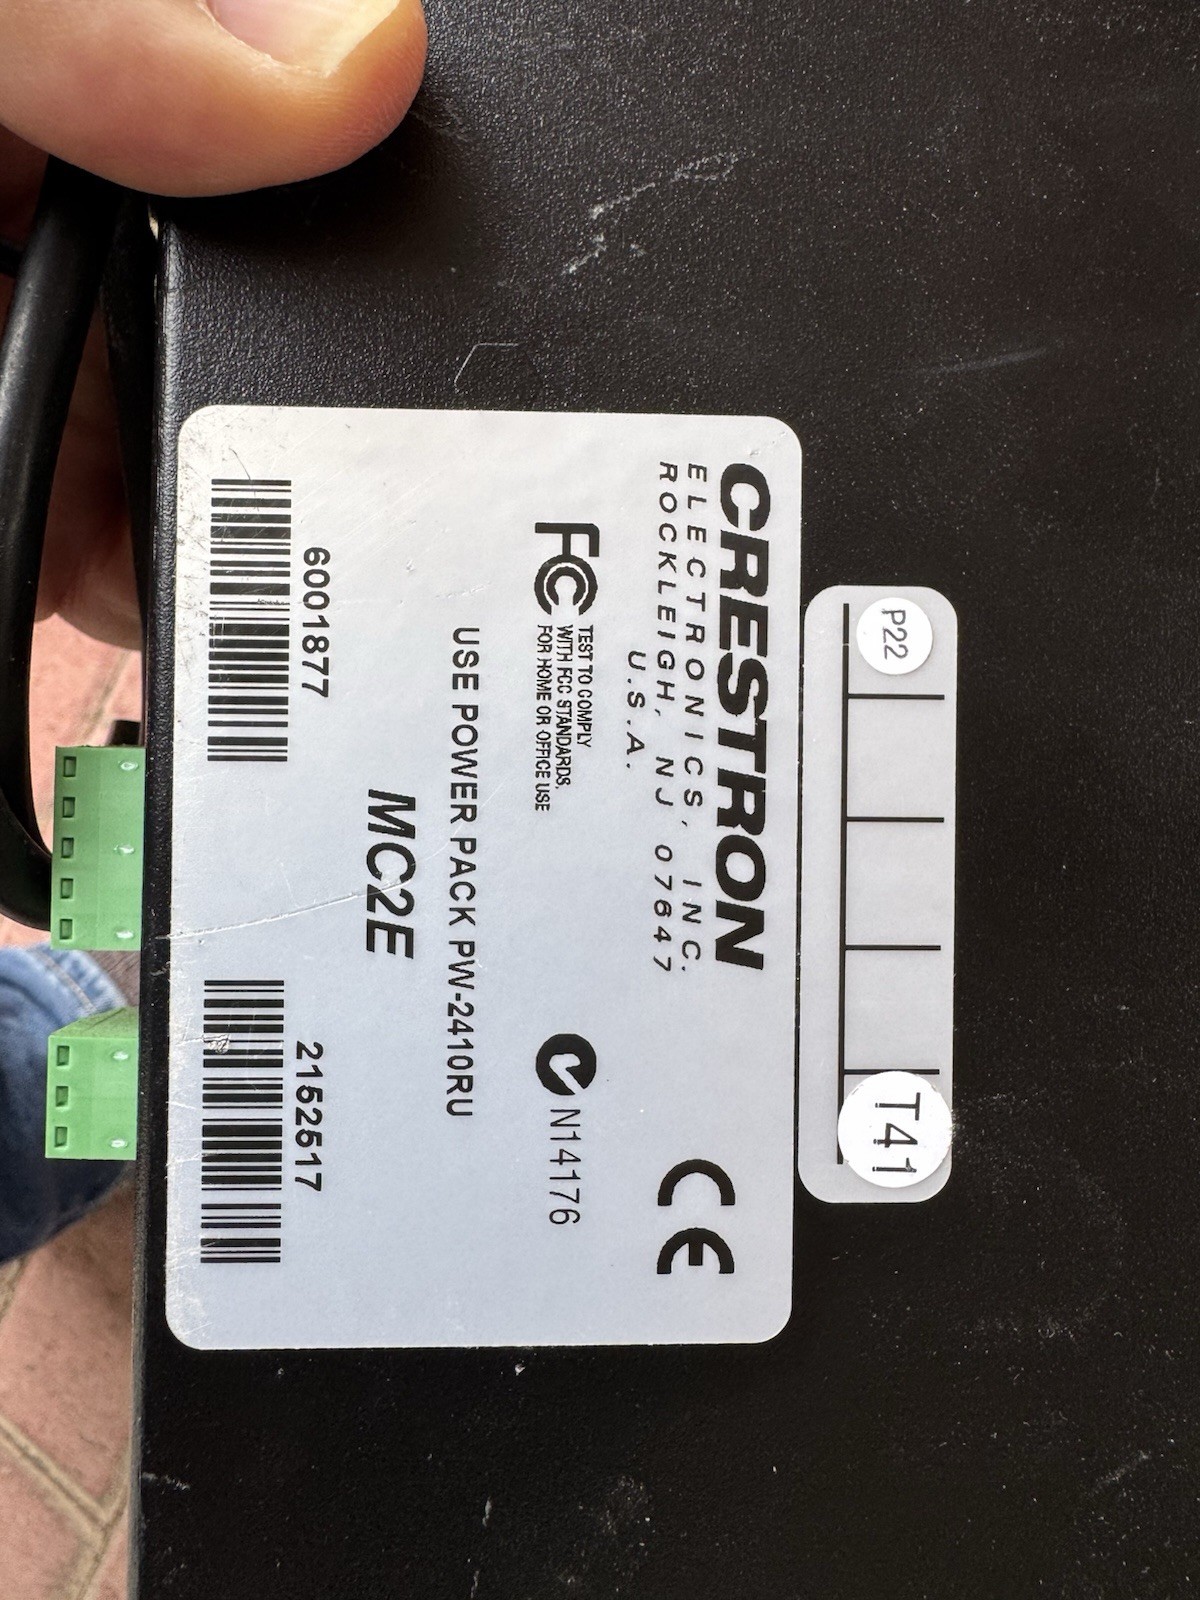 P22
T41
CRESTRON
ELECTRONICS, INC.
ROCKLEIGH, NJ 07647
U.S.A.
CE
FC
TEST TO COMPLY
WITH FCC STANDARDS.
FOR HOME OR OFFICE USE
N14176
USE POWER PACK PW-2410RU
MC2E
6001877
2152517